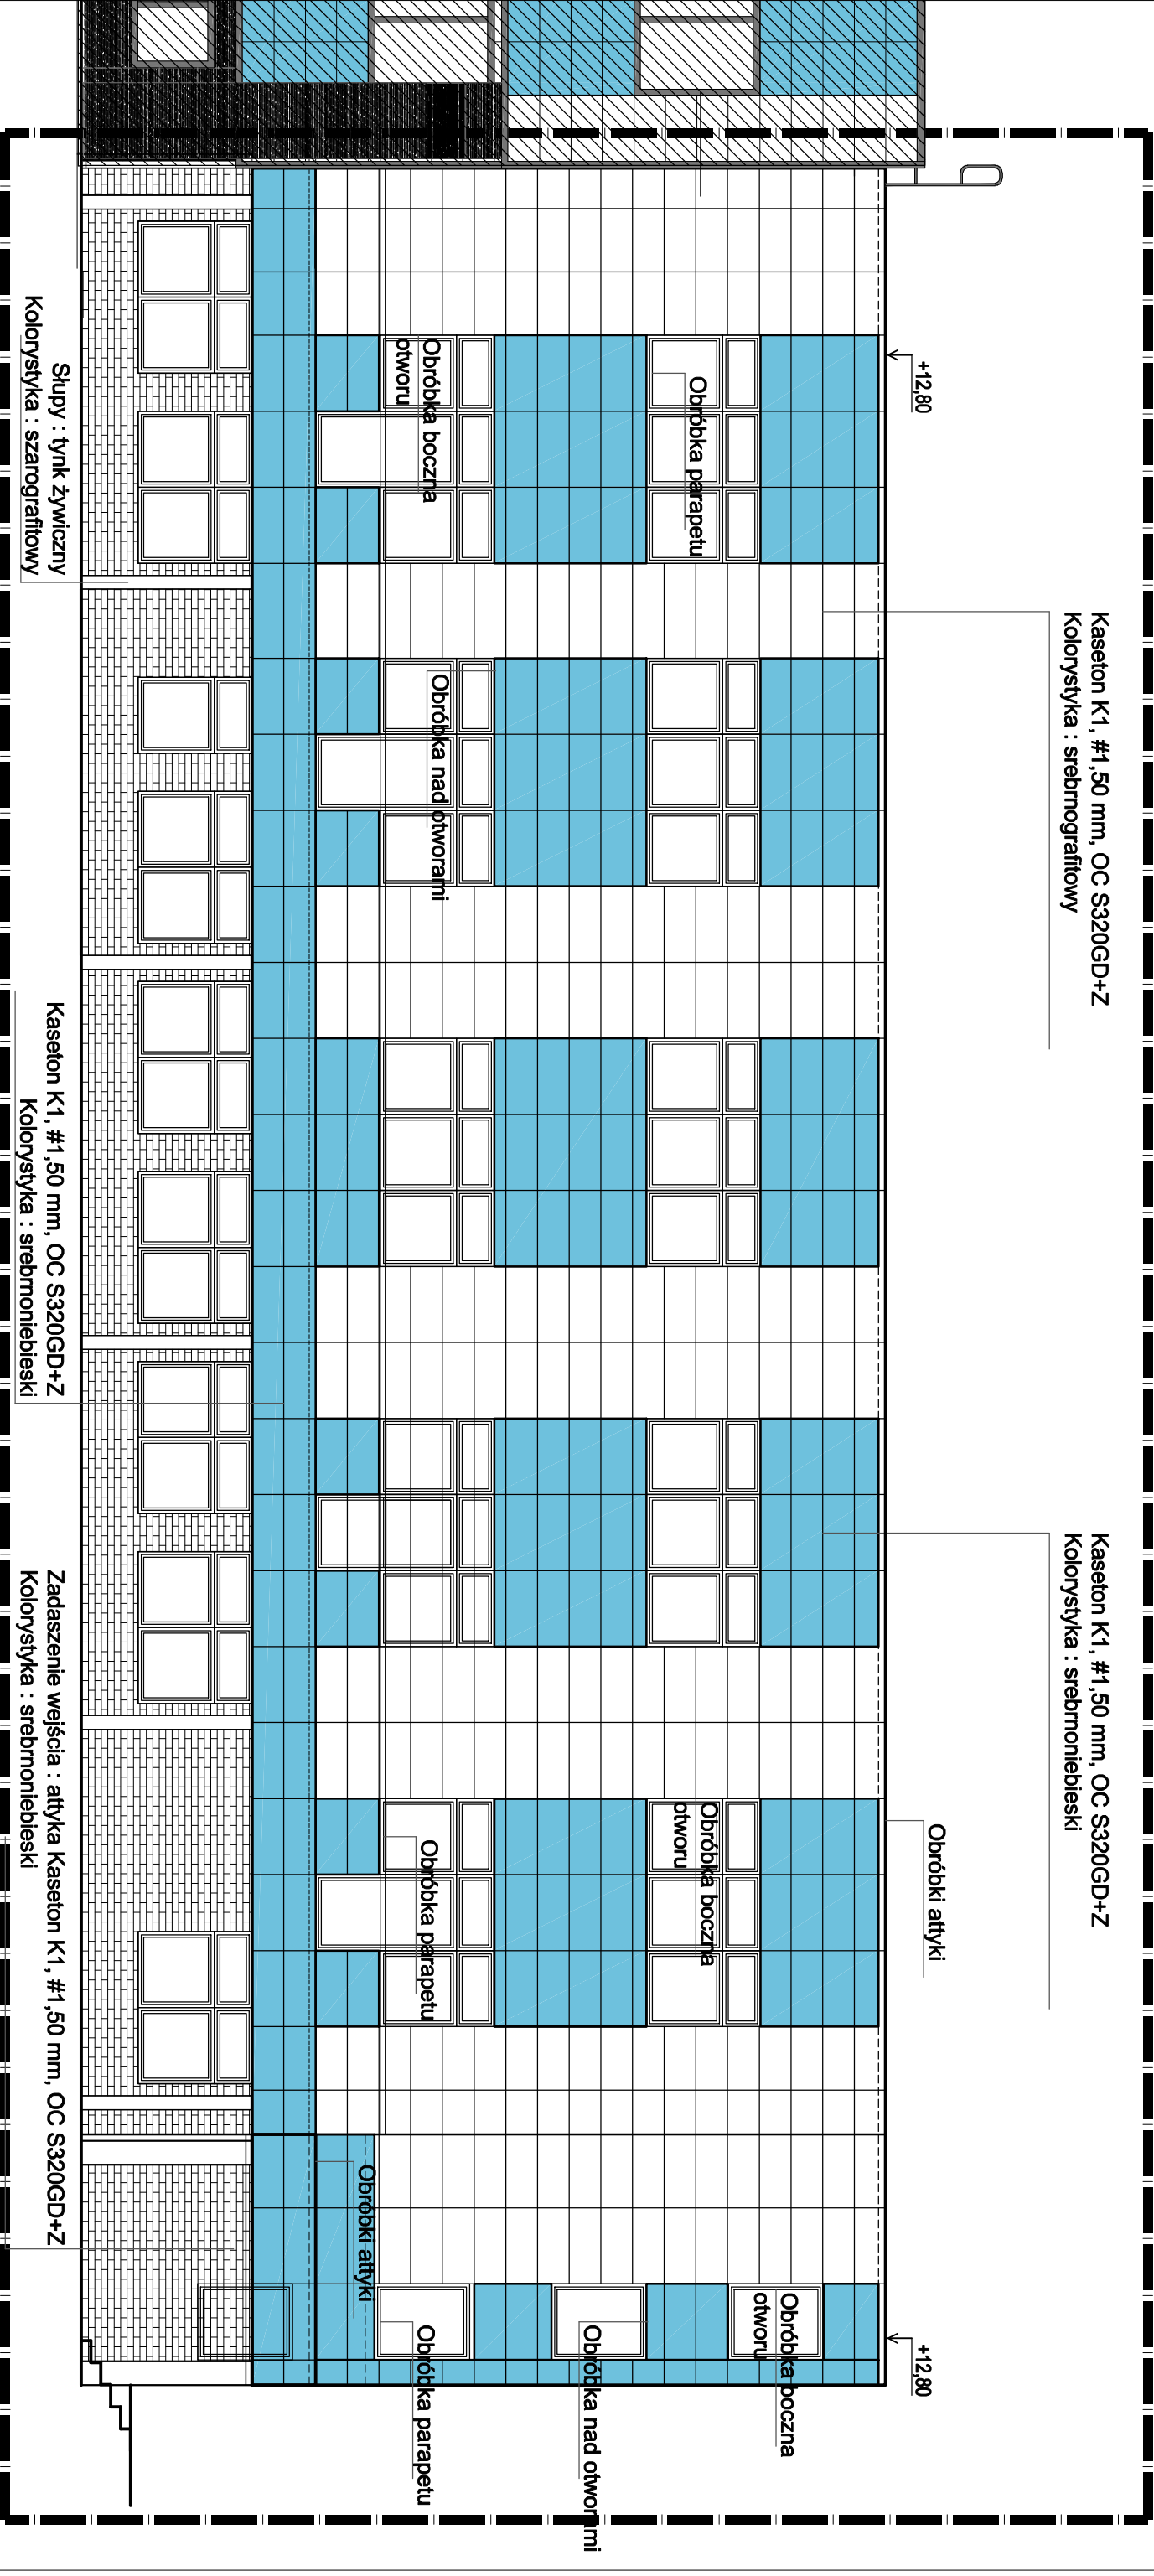 Kaseton K1, #1,50 mm, OC S320GD+Z
Kolorystyka : srebrnografitowy
Kaseton K1, #1,50 mm, OC S320GD+Z
Kolorystyka : srebrnoniebieski
Obróbki attyki
+12,80
+12,80
Obróbka parapetu
Obróbka boczna
otworu
Obróbka boczna
otworu
Obróbka boczna
otworu
Obróbka nad otworami
Obróbka nad otworami
Obróbka parapetu
Obróbka parapetu
Obróbki attyki
Słupy : tynk żywiczny
Kolorystyka : szarografitowy
Kaseton K1, #1,50 mm, OC S320GD+Z
Kolorystyka : srebrnoniebieski
Zadaszenie wejścia : attyka Kaseton K1, #1,50 mm, OC S320GD+Z
Kolorystyka : srebrnoniebieski